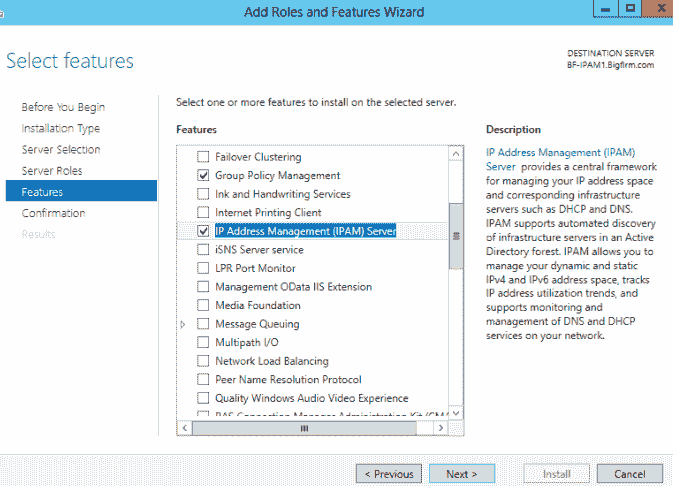 Add Roles and Features Wizard
Select features
DESTINATION SERVER
BF-IPAM1.Bigfirm.com
Before You Begin
Installation Type
Server Selection
Server Roles
Features
Confirmation
Results
Select one or more features to install on the selected server.
Features
Failover Clustering
Group Policy Management
Ink and Handwriting Services
Internet Printing Client
IP Address Management (IPAM) Server
iSNS Server service
LPR Port Monitor
Management OData IIS Extension
Media Foundation
Message Queuing
Multipath I/O
Network Load Balancing
Peer Name Resolution Protocol
Quality Windows Audio Video Experience
RAS Connection Manager Administration Kit (CMA
Description
IP Address Management (IPAM)
Server provides a central framework
for managing your IP address space
and corresponding infrastructure
servers such as DHCP and DNS.
IPAM supports automated discovery
of infrastructure servers in an Active
Directory forest. IPAM allows you to
manage your dynamic and static
IPv4 and IPv6 address space, tracks
IP address utilization trends, and
supports monitoring and
management of DNS and DHCP
services on your network.
< Previous
Next >
Install
Cancel